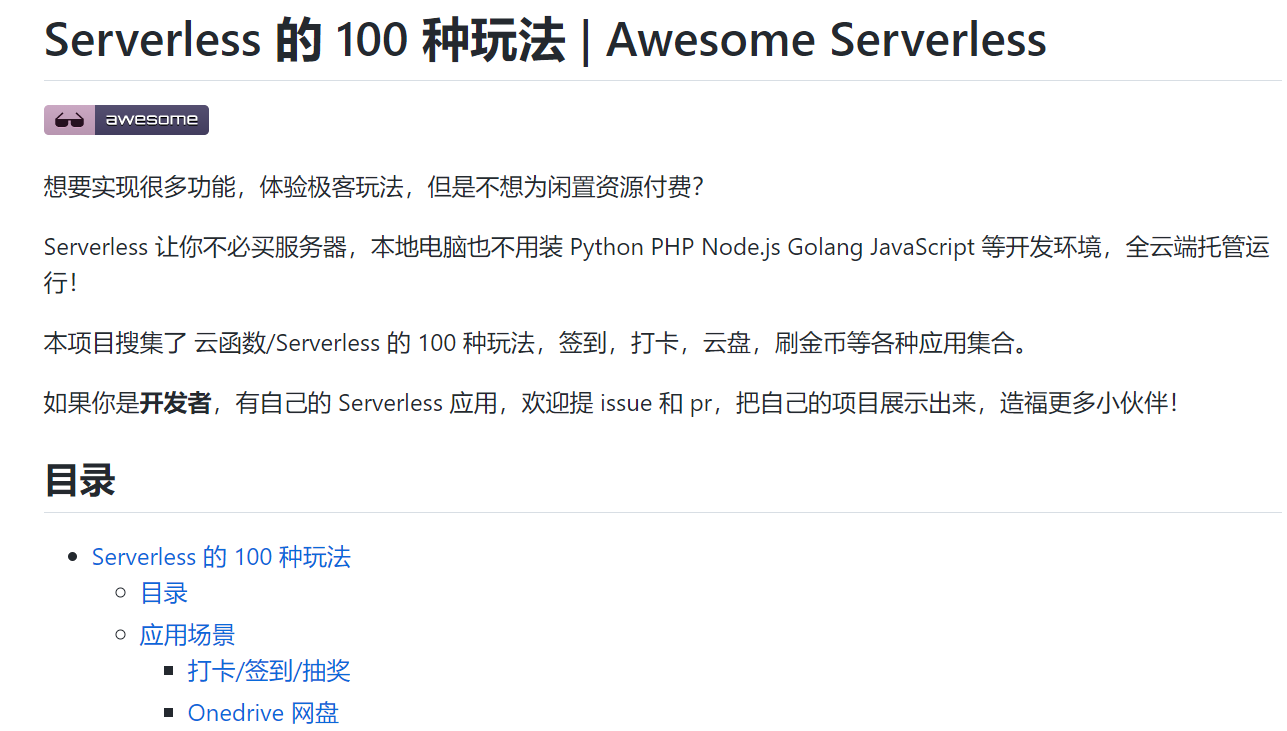 Serverless 的 100 种玩法 | Awesome Serverless
awesome
想要实现很多功能，体验极客玩法，但是不想为闲置资源付费？
Serverless 让你不必买服务器，本地电脑也不用装 Python PHP Node.js Golang JavaScript 等开发环境，全云端托管运
行！
本项目搜集了 云函数/Serverless 的 100 种玩法，签到，打卡，云盘，刷金币等各种应用集合。
如果你是开发者，有自己的 Serverless 应用，欢迎提 issue 和 pr，把自己的项目展示出来，造福更多小伙伴！
目录
Serverless 的 100 种玩法
目录
应用场景
打卡/签到/抽奖
Onedrive 网盘